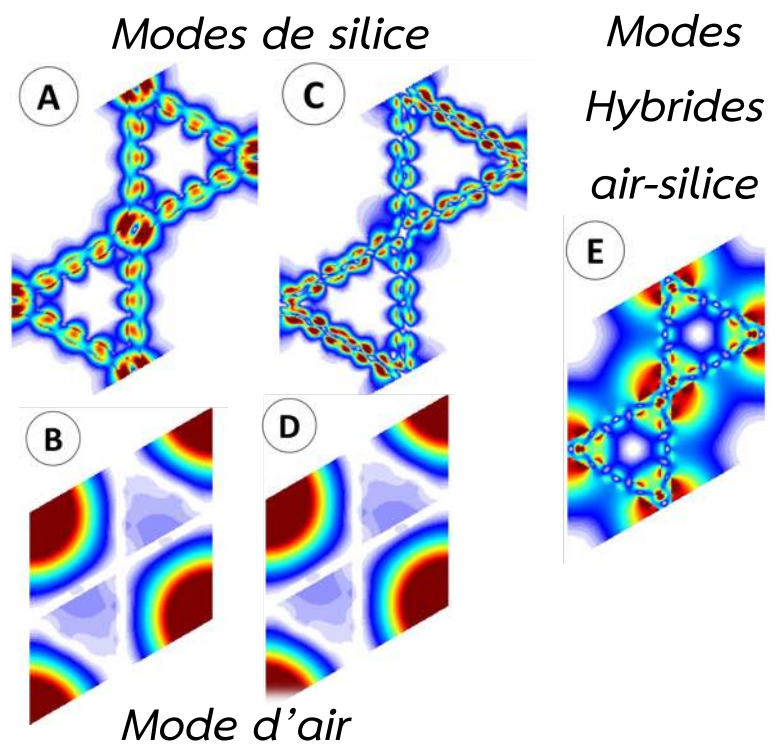 Modes de silice
Modes
Hybrides
air-silice
A
C
E
B
D
Mode d'air